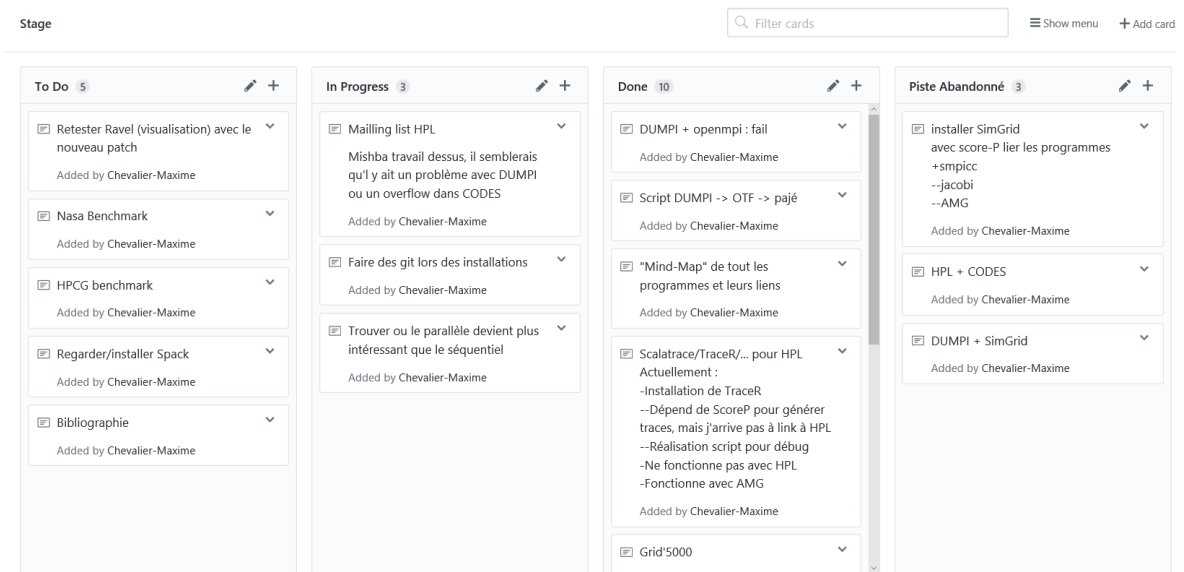 Stage
Filter cards
Show menu
Add card
To Do 5
Retester Ravel (visualisation) avec le
nouveau patch
Added by Chevalier-Maxime
Nasa Benchmark
Added by Chevalier-Maxime
HPCG benchmark
Added by Chevalier-Maxime
Regarder/installer Spack
Added by Chevalier-Maxime
Bibliographie
Added by Chevalier-Maxime
In Progress 3
Mailling list HPL
Mishba travail dessus, il semblerais
qu'l y ait un problème avec DUMPI
ou un overflow dans CODES
Added by Chevalier-Maxime
Faire des git lors des installations
Added by Chevalier-Maxime
Trouver ou le parallèle devient plus
intéressant que le séquentiel
Added by Chevalier-Maxime
Done 10
DUMPI + openmpi : fail
Added by Chevalier-Maxime
Script DUMPI -> OTF -> pajé
Added by Chevalier-Maxime
"Mind-Map" de tout les
programmes et leurs liens
Added by Chevalier-Maxime
Scalatrace/TraceR/... pour HPL
Actuellement :
-Installation de TraceR
--Dépend de ScoreP pour générer
traces, mais j'arrive pas à link à HPL
--Réalisation script pour débug
-Ne fonctionne pas avec HPL
-Fonctionne avec AMG
Added by Chevalier-Maxime
Grid'5000
Piste Abandonné 3
installer SimGrid
avec score-P lier les programmes
+smpicc
--jacobi
--AMG
Added by Chevalier-Maxime
HPL + CODES
Added by Chevalier-Maxime
DUMPI + SimGrid
Added by Chevalier-Maxime